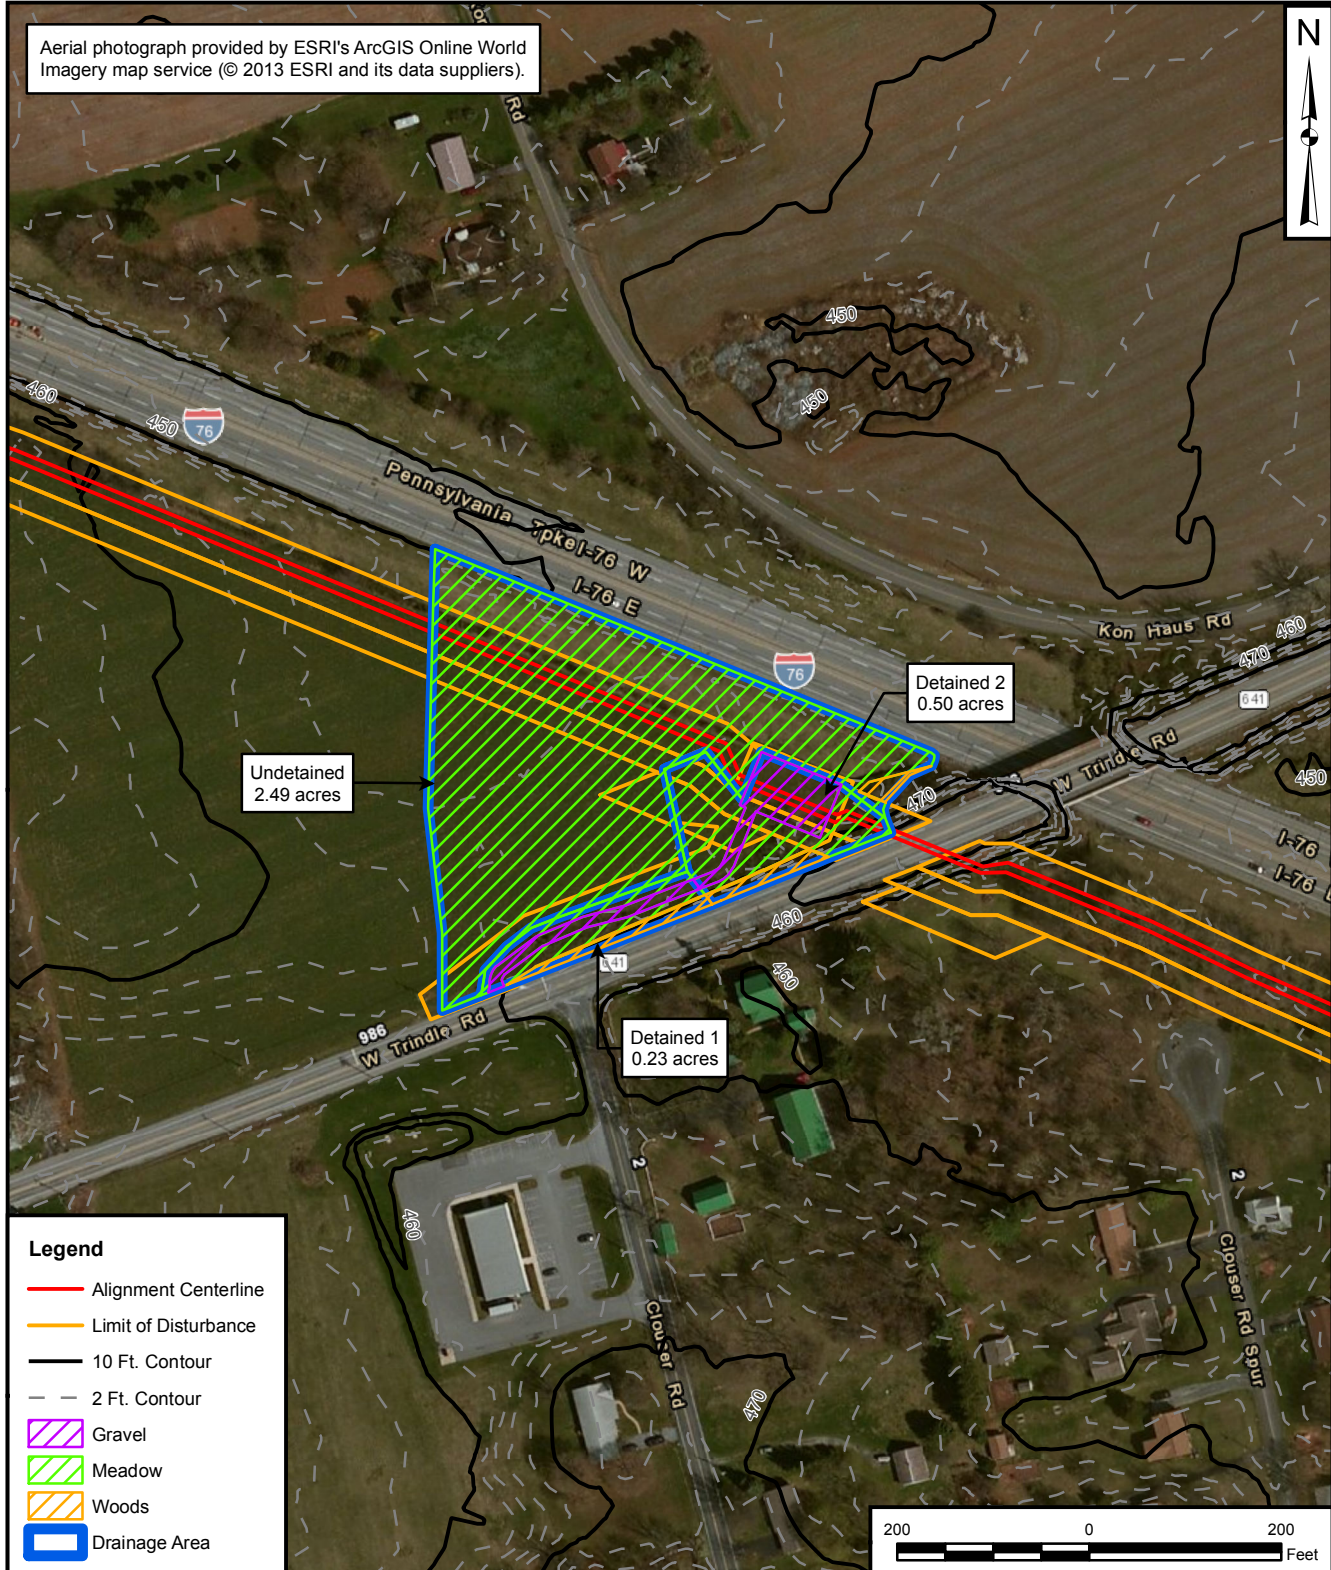 Aerial photograph provided by ESRI's ArcGIS Online World
Imagery map service (© 2013 ESRI and its data suppliers).
N
Rd
450
450
460
450
76
Pennsylvania Tpke I-76 W
I-76 E
Kon Haus Rd
460
470
641
76
Detained 2
0.50 acres
W Trindle Rd
Undetained
2.49 acres
470
450
I-76
I-76
460
641
460
986
W Trindle Rd
Detained 1
0.23 acres
2
2
460
Clouser Rd Spur
Clouser Rd
470
Legend
Alignment Centerline
Limit of Disturbance
10 Ft. Contour
2 Ft. Contour
Gravel
Meadow
Woods
Drainage Area
200 0 200
Feet